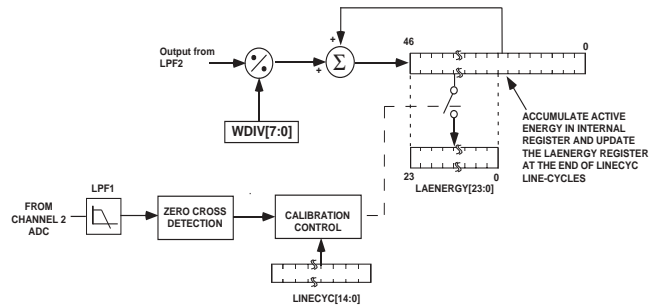 Output from
LPF2
+
+
Σ
46
0
WDIV[7:0]
23
0
LAENERGY[23:0]
ACCUMULATE ACTIVE
ENERGY IN INTERNAL
REGISTER AND UPDATE
THE LAENERGY REGISTER
AT THE END OF LINECYC
LINE-CYCLES
FROM
CHANNEL 2
ADC
LPF1
ZERO CROSS
DETECTION
CALIBRATION
CONTROL
LINECYC[14:0]